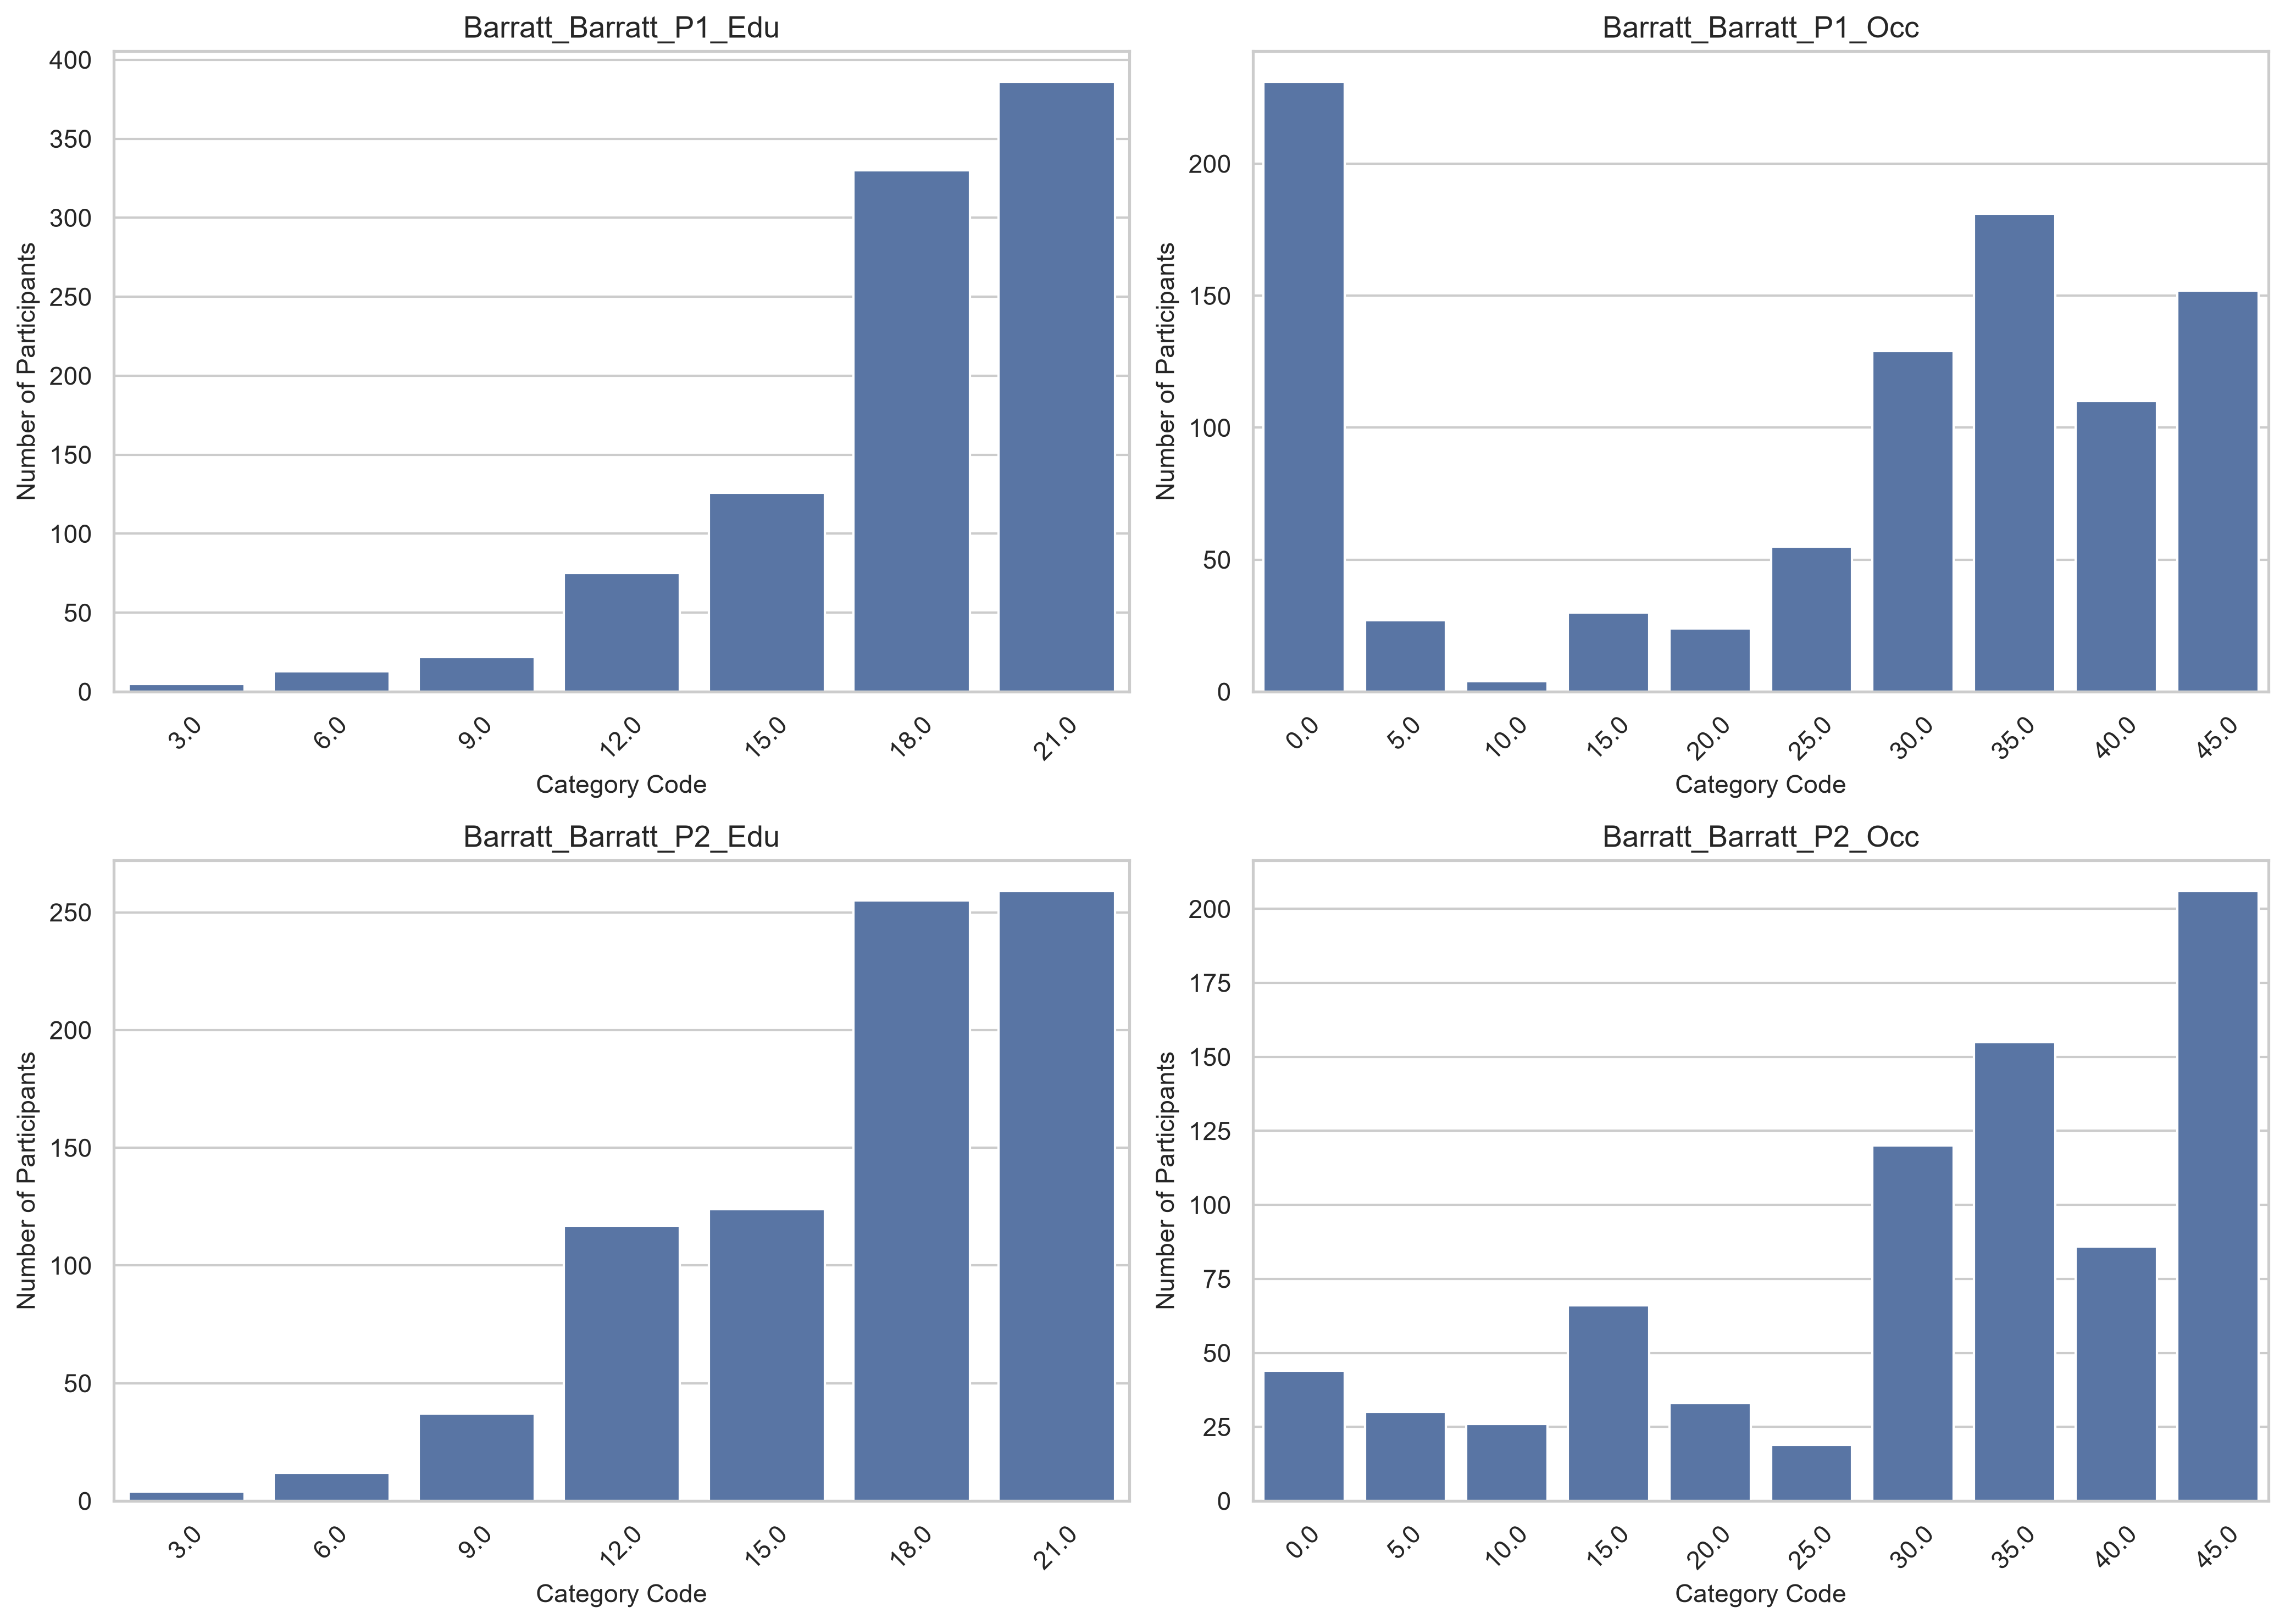 Barratt_Barratt_P1_Edu
Number of Participants
400
350
300
250
200
150
100
50
0
3.0 6.0 9.0 12.0 15.0 18.0 21.0
Category Code
Barratt_Barratt_P1_Occ
Number of Participants
200
150
100
50
0
0.0 5.0 10.0 15.0 20.0 25.0 30.0 35.0 40.0 45.0
Category Code
Barratt_Barratt_P2_Edu
Number of Participants
250
200
150
100
50
0
3.0 6.0 9.0 12.0 15.0 18.0 21.0
Category Code
Barratt_Barratt_P2_Occ
Number of Participants
200
175
150
125
100
75
50
25
0
0.0 5.0 10.0 15.0 20.0 25.0 30.0 35.0 40.0 45.0
Category Code